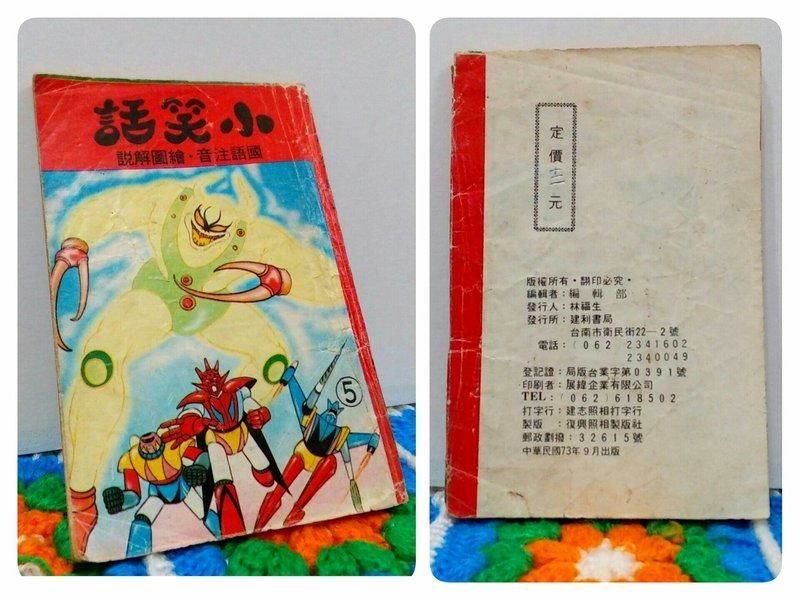 小笑話
國語注音·繪圖解說
⑤
定價 元
版權所有·翻印必究·
編輯者：編輯部
發行人：林福生
發行所：建利書局
台南市衛民街22—2號
電話：（062 2341602
2340049
登記證：局版台業字第0391號
印刷者：展緯企業有限公司
TEL：（062）618502
打字行：建志照相打字行
製版：復興照相製版社
郵政劃撥：32615號
中華民國73年9月出版